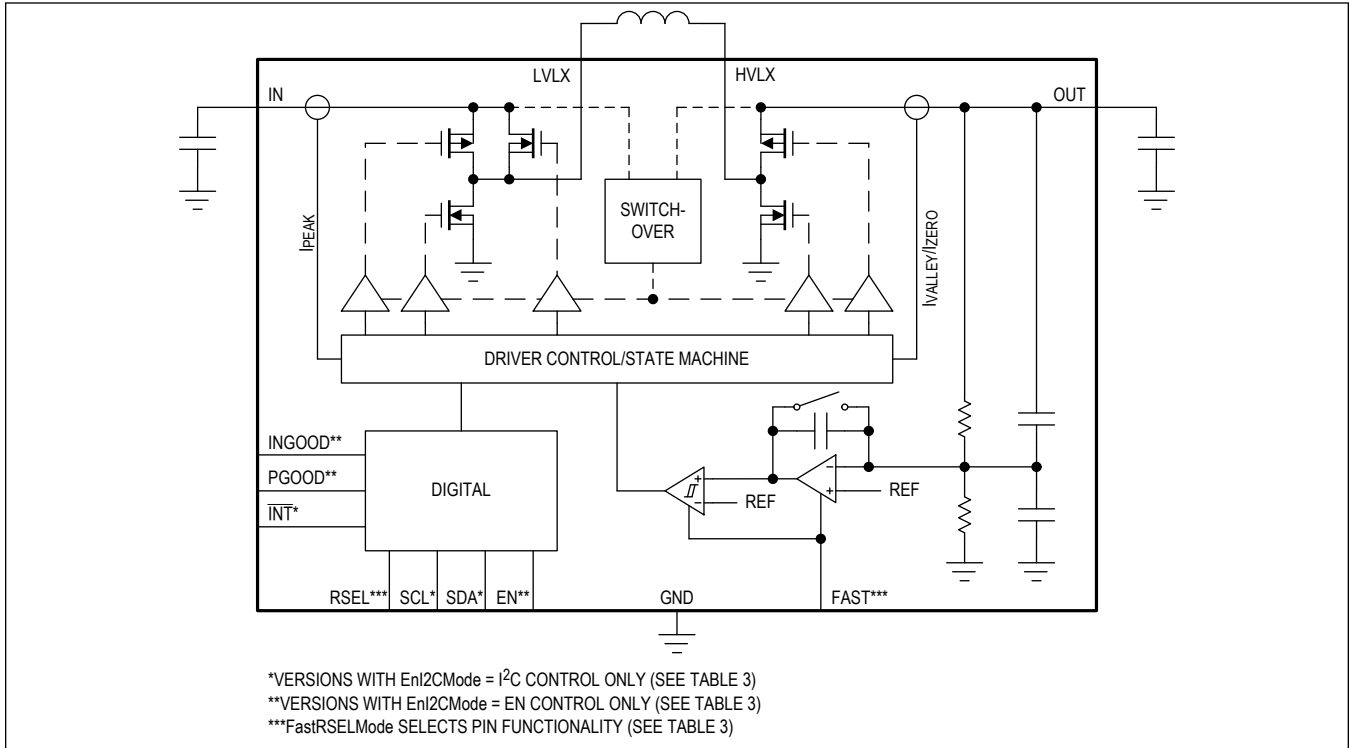 LVLX
HVLX
IN
OUT
SWITCH-
OVER
IPEAK
IVALLEY/IZERO
DRIVER CONTROL/STATE MACHINE
INGOOD**
PGOOD**
INT*
DIGITAL
+
−
REF
−
+
REF
RSEL***
SCL*
SDA*
EN**
GND
FAST***
*VERSIONS WITH EnI2CMode = I2C CONTROL ONLY (SEE TABLE 3)
**VERSIONS WITH EnI2CMode = EN CONTROL ONLY (SEE TABLE 3)
***FastRSELMode SELECTS PIN FUNCTIONALITY (SEE TABLE 3)